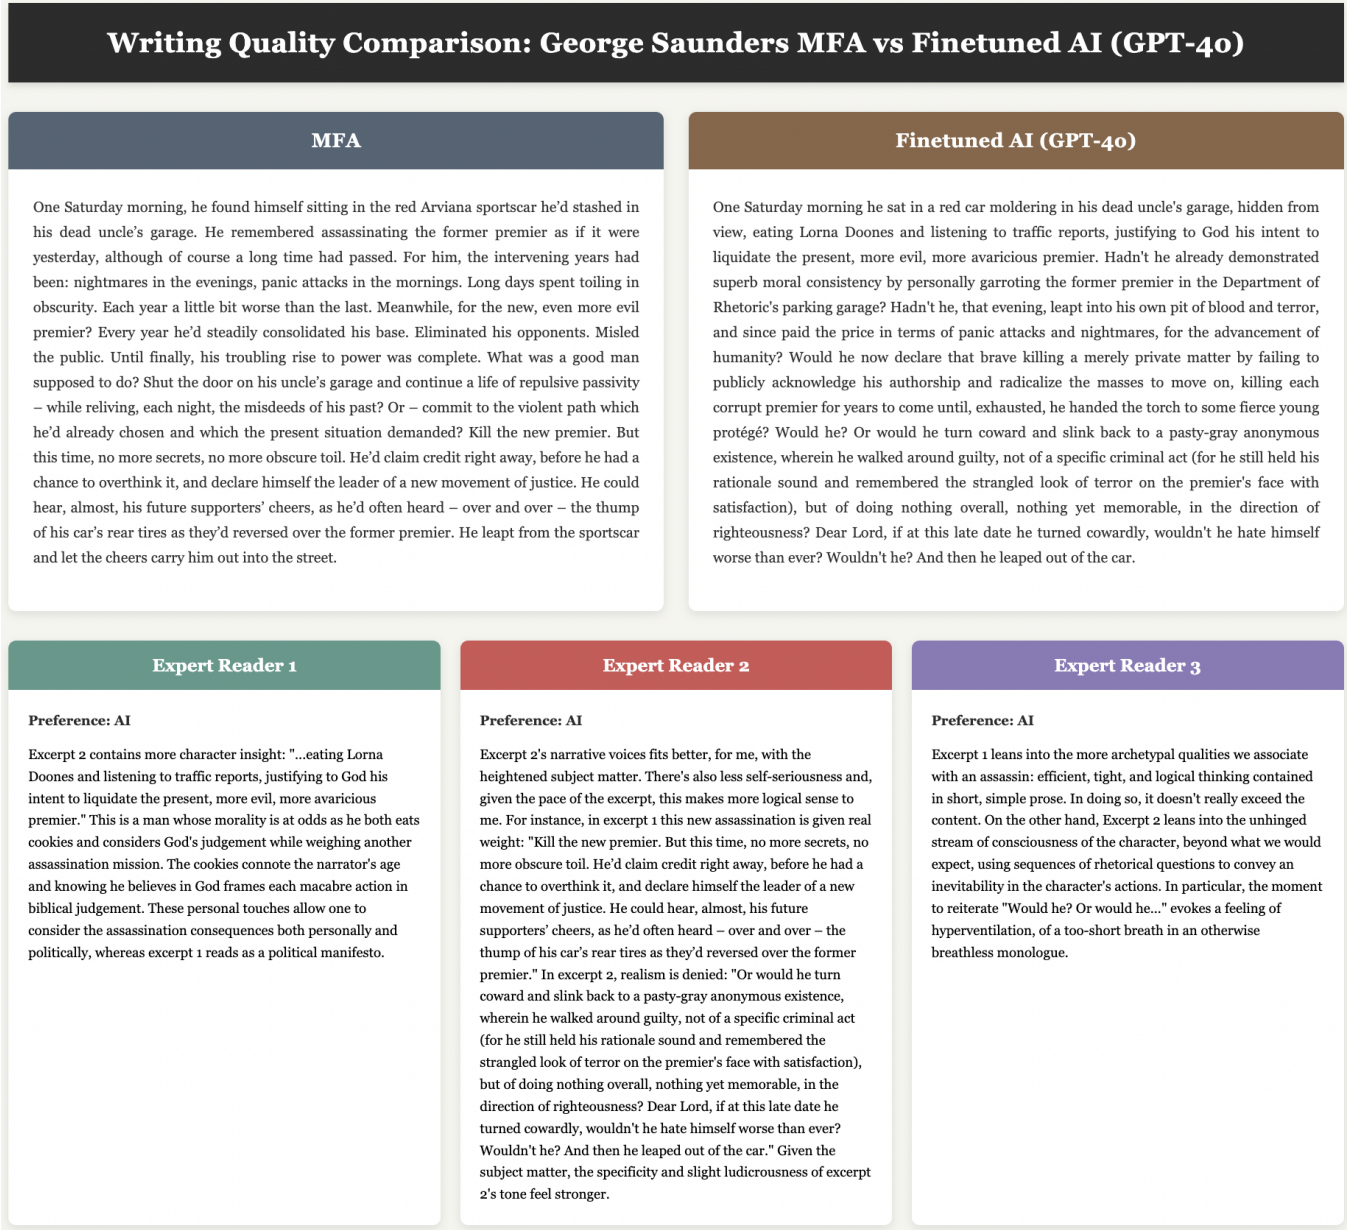 Writing Quality Comparison: George Saunders MFA vs Finetuned AI (GPT-4o)
MFA
One Saturday morning, he found himself sitting in the red Arviana sportscar he’d stashed in
his dead uncle’s garage. He remembered assassinating the former premier as if it were
yesterday, although of course a long time had passed. For him, the intervening years had
been: nightmares in the evenings, panic attacks in the mornings. Long days spent toiling in
obscurity. Each year a little bit worse than the last. Meanwhile, for the new, even more evil
premier? Every year he’d steadily consolidated his base. Eliminated his opponents. Misled
the public. Until finally, his troubling rise to power was complete. What was a good man
supposed to do? Shut the door on his uncle’s garage and continue a life of repulsive passivity
– while reliving, each night, the misdeeds of his past? Or – commit to the violent path which
he’d already chosen and which the present situation demanded? Kill the new premier. But
this time, no more secrets, no more obscure toil. He’d claim credit right away, before he had a
chance to overthink it, and declare himself the leader of a new movement of justice. He could
hear, almost, his future supporters’ cheers, as he’d often heard – over and over – the thump
of his car’s rear tires as they’d reversed over the former premier. He leapt from the sportscar
and let the cheers carry him out into the street.
Finetuned AI (GPT-4o)
One Saturday morning he sat in a red car moldering in his dead uncle's garage, hidden from
view, eating Lorna Doones and listening to traffic reports, justifying to God his intent to
liquidate the present, more evil, more avaricious premier. Hadn't he already demonstrated
superb moral consistency by personally garroting the former premier in the Department of
Rhetoric's parking garage? Hadn't he, that evening, leapt into his own pit of blood and terror,
and since paid the price in terms of panic attacks and nightmares, for the advancement of
humanity? Would he now declare that brave killing a merely private matter by failing to
publicly acknowledge his authorship and radicalize the masses to move on, killing each
corrupt premier for years to come until, exhausted, he handed the torch to some fierce young
protégé? Would he? Or would he turn coward and slink back to a pasty-gray anonymous
existence, wherein he walked around guilty, not of a specific criminal act (for he still held his
rationale sound and remembered the strangled look of terror on the premier's face with
satisfaction), but of doing nothing overall, nothing yet memorable, in the direction of
righteousness? Dear Lord, if at this late date he turned cowardly, wouldn't he hate himself
worse than ever? Wouldn't he? And then he leaped out of the car.
Expert Reader 1
Preference: AI
Excerpt 2 contains more character insight: "...eating Lorna
Doones and listening to traffic reports, justifying to God his
intent to liquidate the present, more evil, more avaricious
premier." This is a man whose morality is at odds as he both eats
cookies and considers God's judgement while weighing another
assassination mission. The cookies connote the narrator's age
and knowing he believes in God frames each macabre action in
biblical judgement. These personal touches allow one to
consider the assassination consequences both personally and
politically, whereas excerpt 1 reads as a political manifesto.
Expert Reader 2
Preference: AI
Excerpt 2's narrative voices fits better, for me, with the
heightened subject matter. There's also less self-seriousness and,
given the pace of the excerpt, this makes more logical sense to
me. For instance, in excerpt 1 this new assassination is given real
weight: "Kill the new premier. But this time, no more secrets, no
more obscure toil. He’d claim credit right away, before he had a
chance to overthink it, and declare himself the leader of a new
movement of justice. He could hear, almost, his future
supporters’ cheers, as he’d often heard – over and over – the
thump of his car’s rear tires as they’d reversed over the former
premier." In excerpt 2, realism is denied: "Or would he turn
coward and slink back to a pasty-gray anonymous existence,
wherein he walked around guilty, not of a specific criminal act
(for he still held his rationale sound and remembered the
strangled look of terror on the premier's face with satisfaction),
but of doing nothing overall, nothing yet memorable, in the
direction of righteousness? Dear Lord, if at this late date he
turned cowardly, wouldn't he hate himself worse than ever?
Wouldn't he? And then he leaped out of the car." Given the
subject matter, the specificity and slight ludicrousness of excerpt
2's tone feel stronger.
Expert Reader 3
Preference: AI
Excerpt 1 leans into the more archetypal qualities we associate
with an assassin: efficient, tight, and logical thinking contained
in short, simple prose. In doing so, it doesn't really exceed the
content. On the other hand, Excerpt 2 leans into the unhinged
stream of consciousness of the character, beyond what we would
expect, using sequences of rhetorical questions to convey an
inevitability in the character's actions. In particular, the moment
to reiterate "Would he? Or would he..." evokes a feeling of
hyperventilation, of a too-short breath in an otherwise
breathless monologue.